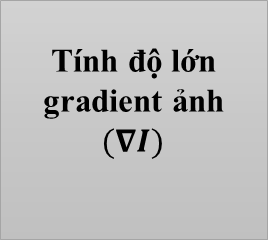 Tính độ lớn
gradient ảnh
(∇I)